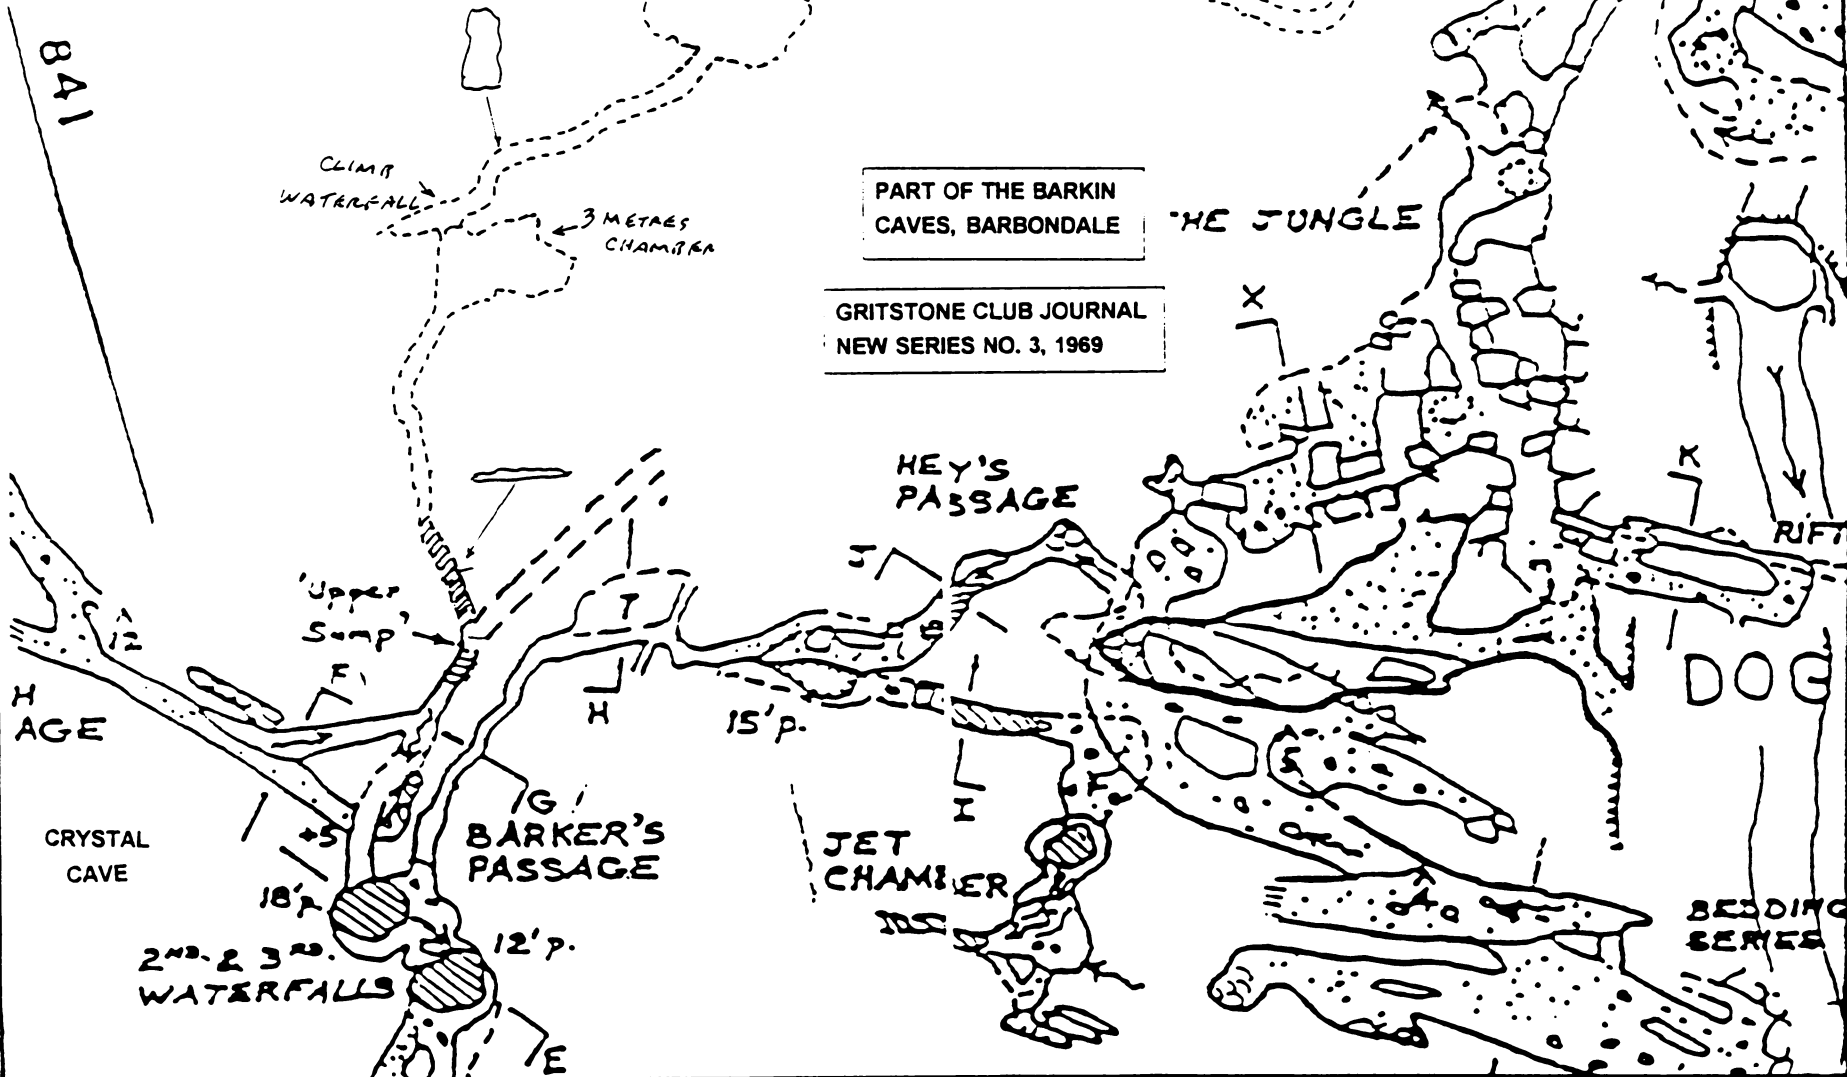 841
CLIMB
WATERFALL
3 METRES
CHAMBER
PART OF THE BARKIN
CAVES, BARBONDALE
HE JUNGLE
GRITSTONE CLUB JOURNAL
NEW SERIES NO. 3, 1969
X
K
HEY'S
PASSAGE
RIFT
J
'Upper
Sump'
12
T
F
H
AGE
H
15'p.
DOG
I
G
BARKER'S
PASSAGE
+5
CRYSTAL
CAVE
JET
CHAMBER
18'p
12'p.
2ND. & 3RD.
WATERFALLS
BEDDING
SERIES
E